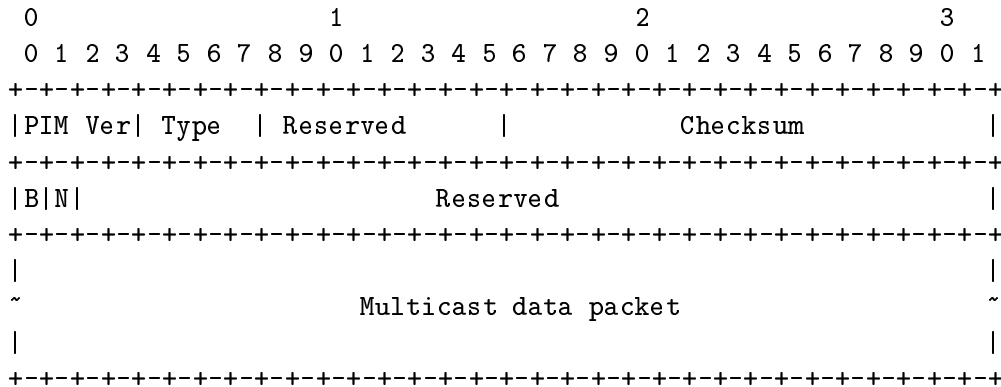 0                   1                   2                   3
 0 1 2 3 4 5 6 7 8 9 0 1 2 3 4 5 6 7 8 9 0 1 2 3 4 5 6 7 8 9 0 1
+-+-+-+-+-+-+-+-+-+-+-+-+-+-+-+-+-+-+-+-+-+-+-+-+-+-+-+-+-+-+-+-+
|PIM Ver| Type  | Reserved      |           Checksum            |
+-+-+-+-+-+-+-+-+-+-+-+-+-+-+-+-+-+-+-+-+-+-+-+-+-+-+-+-+-+-+-+-+
|B|N|                       Reserved                            |
+-+-+-+-+-+-+-+-+-+-+-+-+-+-+-+-+-+-+-+-+-+-+-+-+-+-+-+-+-+-+-+-+
|                                                               |
~                      Multicast data packet                    ~
|                                                               |
+-+-+-+-+-+-+-+-+-+-+-+-+-+-+-+-+-+-+-+-+-+-+-+-+-+-+-+-+-+-+-+-+